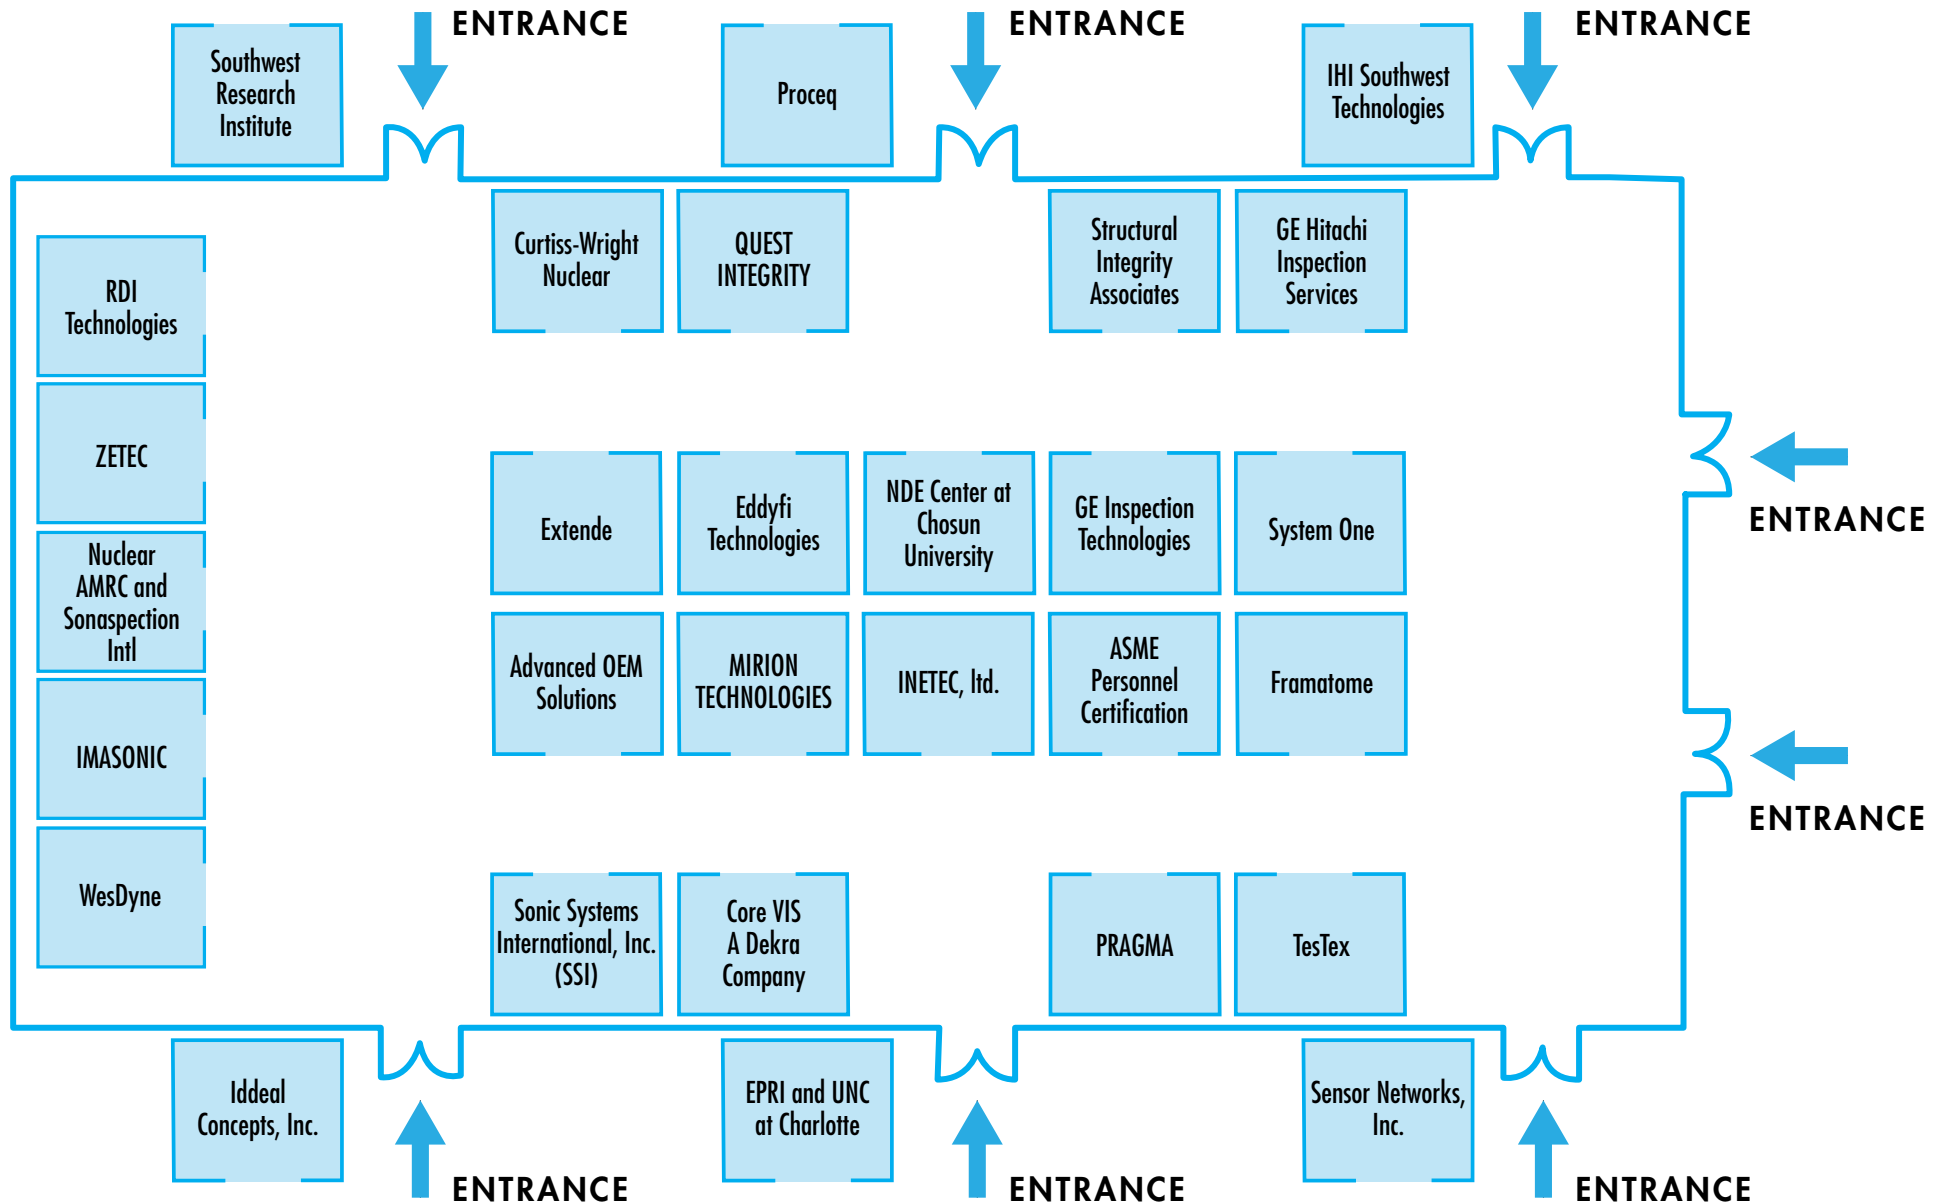 ENTRANCE
ENTRANCE
ENTRANCE
Southwest
Research
Institute
Proceq
IHI Southwest
Technologies
Curtiss-Wright
Nuclear
QUEST
INTEGRITY
Structural
Integrity
Associates
GE Hitachi
Inspection
Services
RDI
Technologies
ZETEC
Nuclear
AMRC and
Sonaspection
Intl
IMASONIC
WesDyne
Extende
Eddyfi
Technologies
NDE Center at
Chosun
University
GE Inspection
Technologies
System One
ENTRANCE
Advanced OEM
Solutions
MIRION
TECHNOLOGIES
INETEC, ltd.
ASME
Personnel
Certification
Framatome
ENTRANCE
Sonic Systems
International, Inc.
(SSI)
Core VIS
A Dekra
Company
PRAGMA
TesTex
Iddeal
Concepts, Inc.
EPRI and UNC
at Charlotte
Sensor Networks,
Inc.
ENTRANCE
ENTRANCE
ENTRANCE